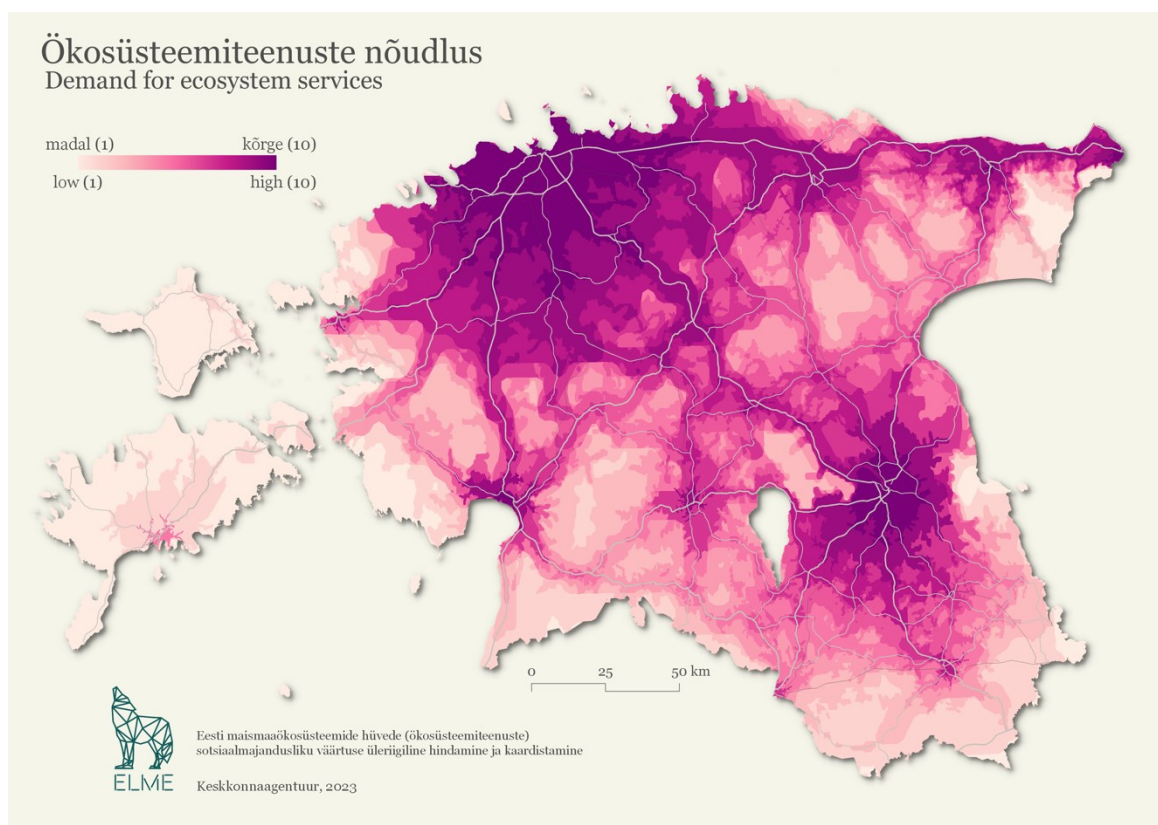 Ökosüsteemiteenuste nõudlus
Demand for ecosystem services
madal (1) kõrge (10)
low (1) high (10)
0 25 50 km
Eesti maismaaökosüsteemide hüvede (ökosüsteemiteenuste)
sotsiaalmajandusliku väärtuse üleriigiline hindamine ja kaardistamine
ELME
Keskkonnaagentuur, 2023